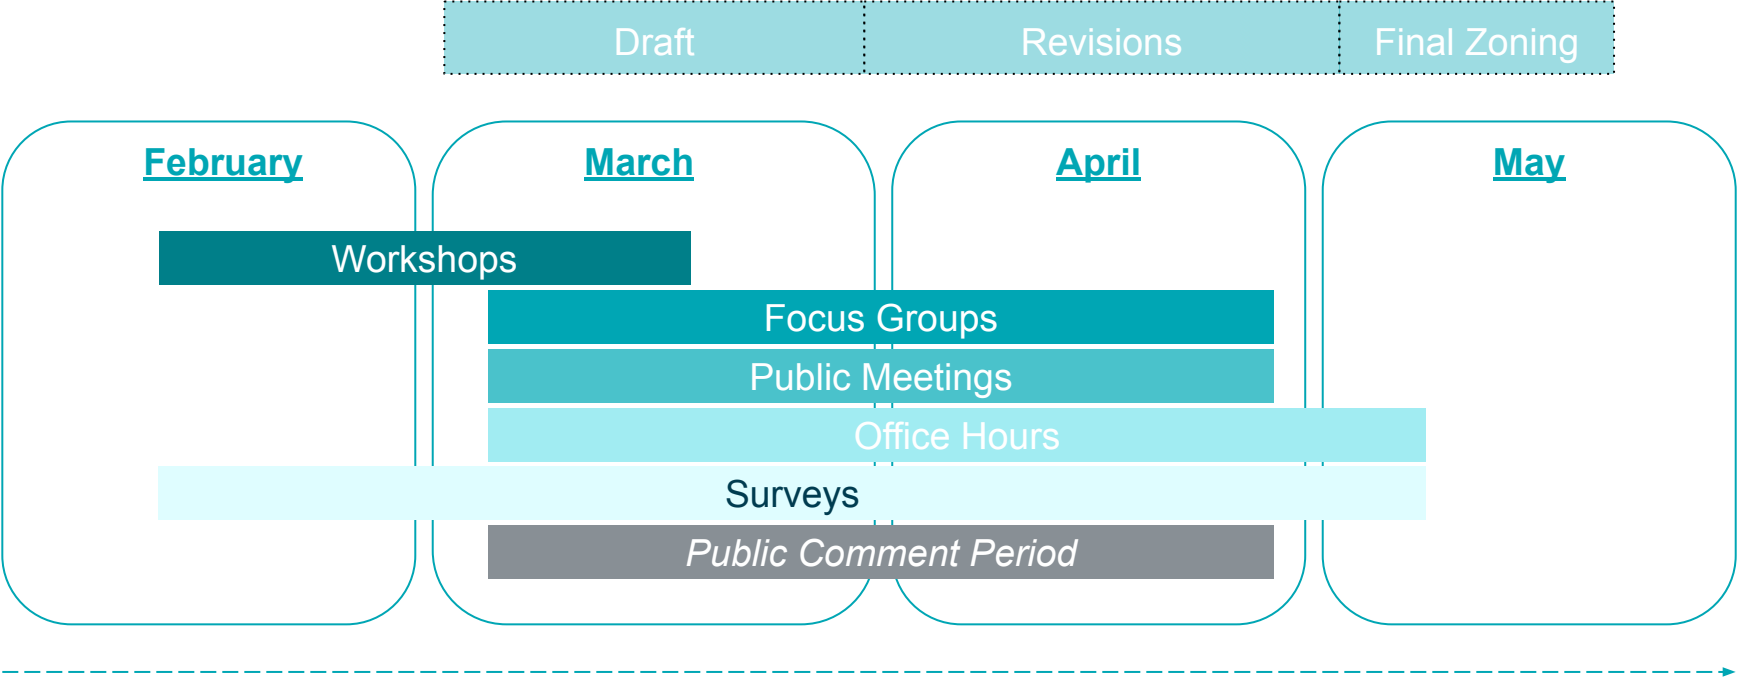 Draft
Revisions
Final Zoning
February
March
April
May
Workshops
Focus Groups
Public Meetings
Office Hours
Surveys
Public Comment Period